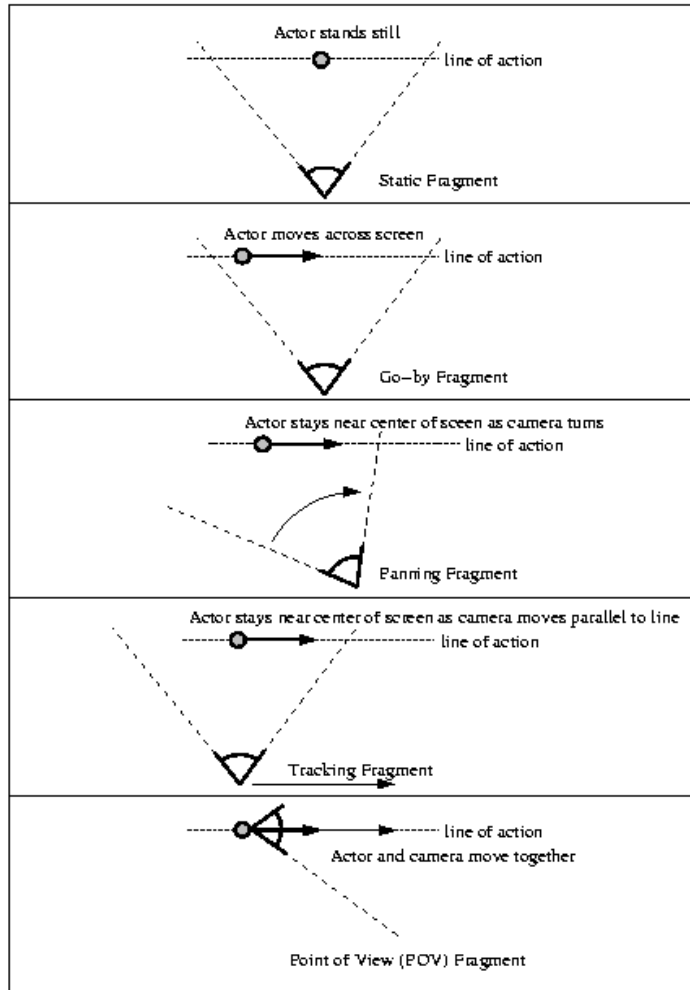 Actor stands still
line of action
Static Fragment
Actor moves across screen
line of action
Go-by Fragment
Actor stays near center of sceen as camera turns
line of action
Panning Fragment
Actor stays near center of screen as camera moves parallel to line
line of action
Tracking Fragment
line of action
Actor and camera move together
Point of View (POV) Fragment